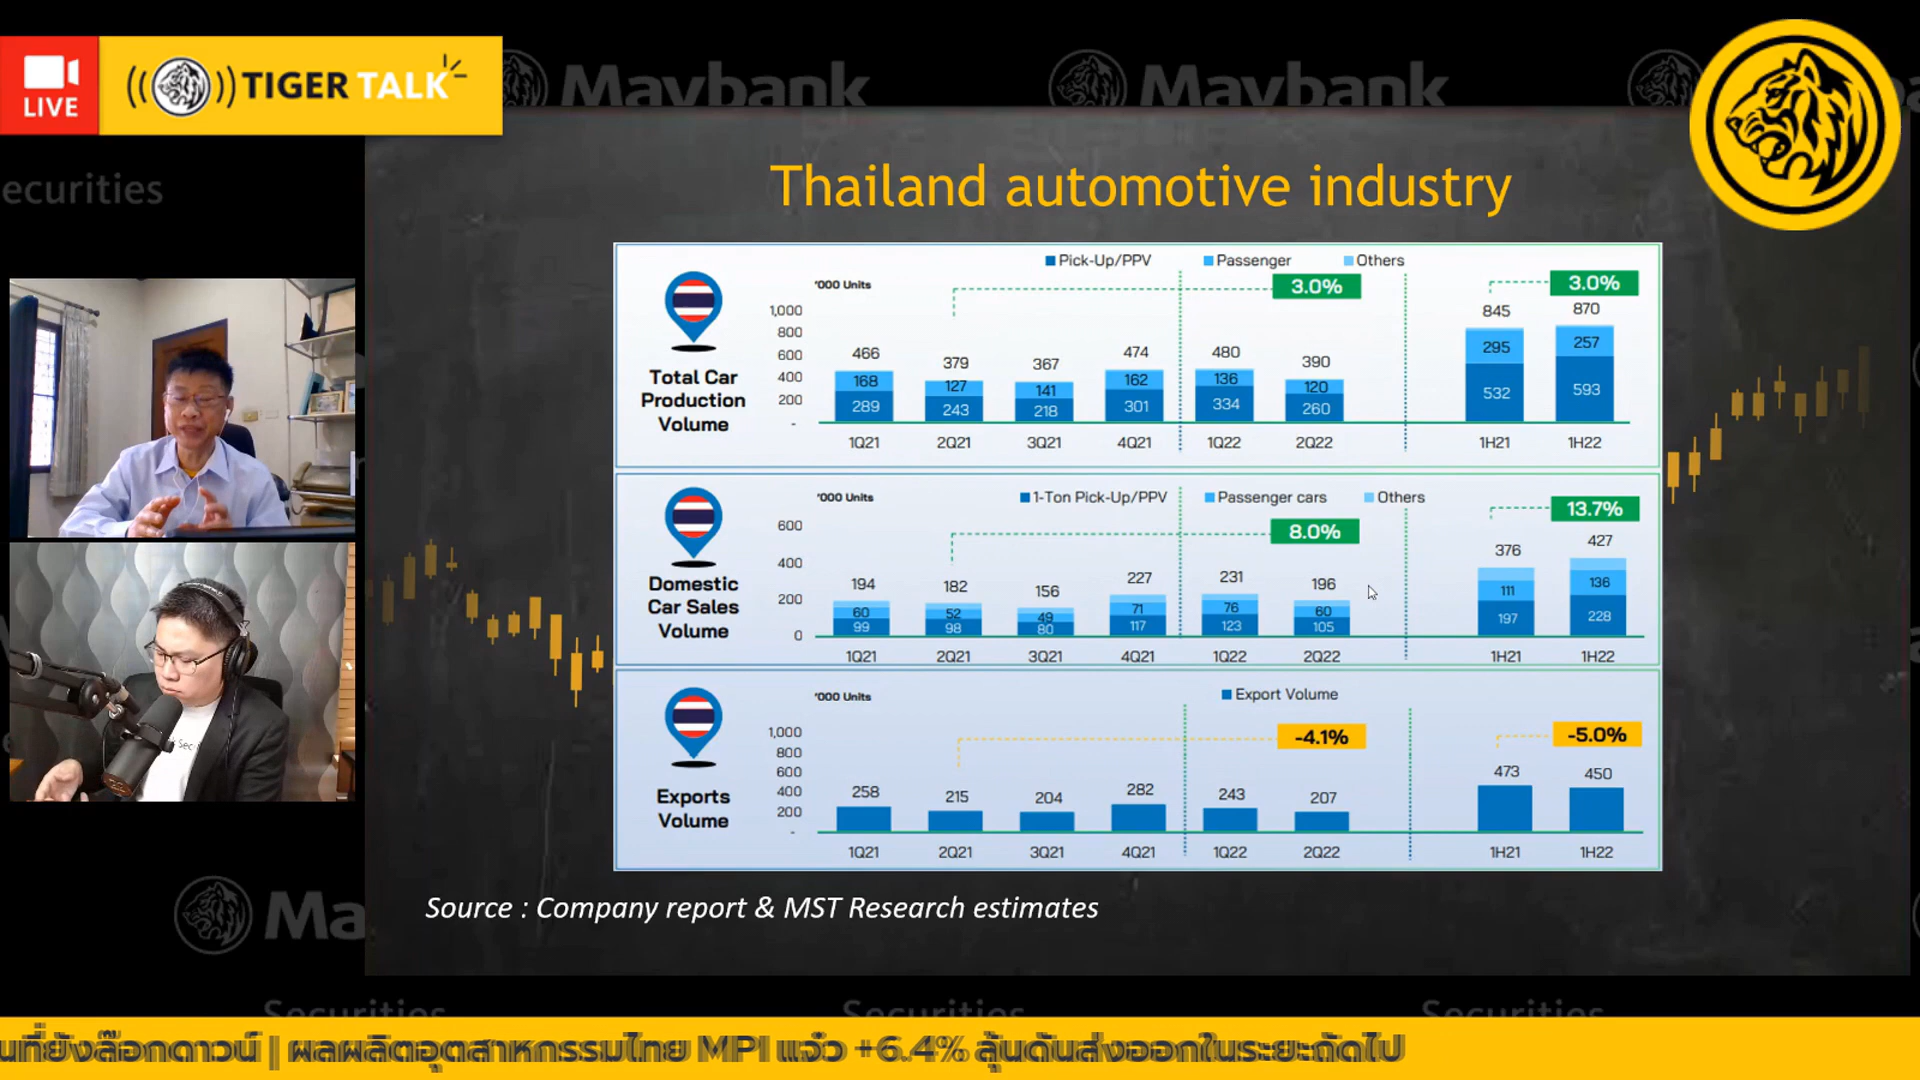 LIVE
TIGER TALK
Maybank
Maybank
ecurities
Thailand automotive industry
Total Car
Production
Volume
'000 Units
Pick-Up/PPV
Passenger
Others
3.0%
3.0%
1,000
800
600
400
200
-
466
379
367
474
480
390
845
870
168
127
141
162
136
120
295
257
289
243
218
301
334
260
532
593
1Q21
2Q21
3Q21
4Q21
1Q22
2Q22
1H21
1H22
Domestic
Car Sales
Volume
'000 Units
1-Ton Pick-Up/PPV
Passenger cars
Others
8.0%
13.7%
600
400
200
0
194
182
156
227
231
196
376
427
60
52
49
71
76
60
111
136
99
98
80
117
123
105
197
228
1Q21
2Q21
3Q21
4Q21
1Q22
2Q22
1H21
1H22
Exports
Volume
'000 Units
Export Volume
-4.1%
-5.0%
1,000
800
600
400
200
-
258
215
204
282
243
207
473
450
1Q21
2Q21
3Q21
4Q21
1Q22
2Q22
1H21
1H22
Source : Company report & MST Research estimates
Ma
Securities
Securities
Securities
นที่ยังล็อกดาวน์ | ผลผลิตอุตสาหกรรมไทย MPI แจ๋ว +6.4% ลุ้นดันส่งออกในระยะถัดไป